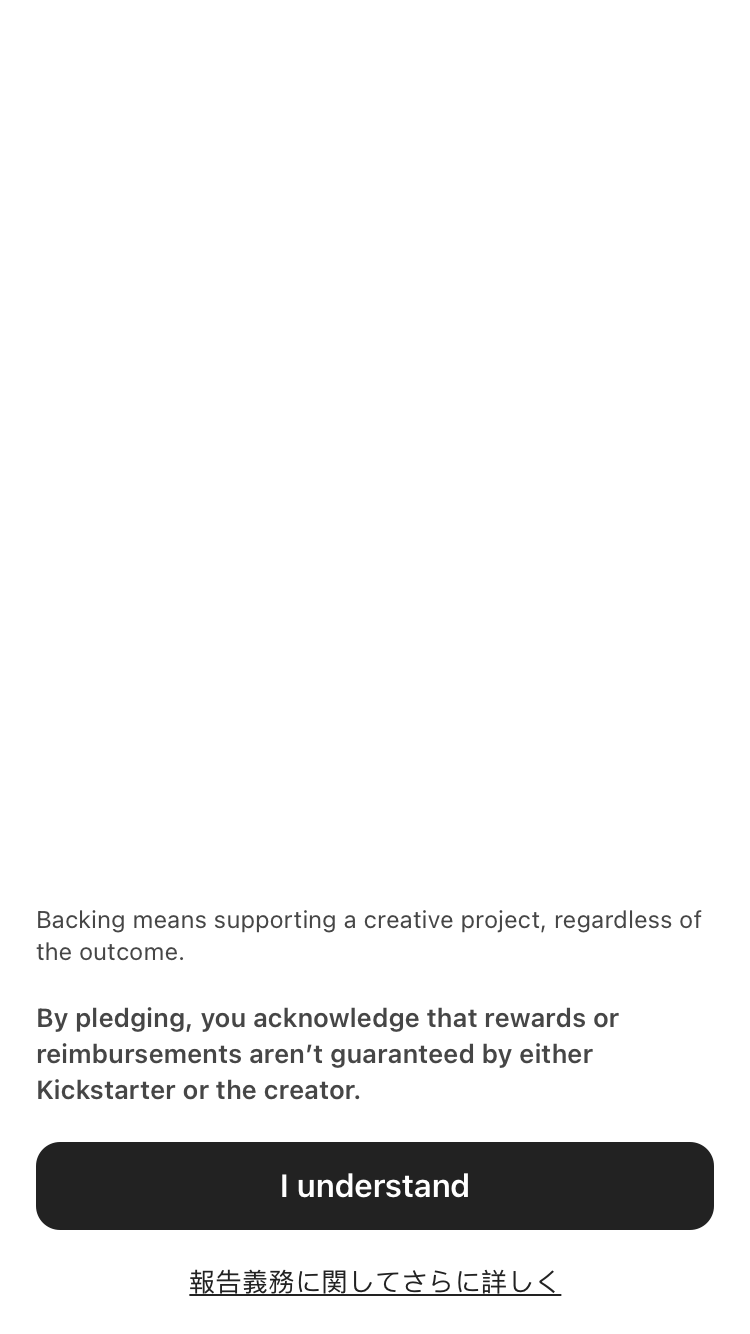 Backing means supporting a creative project, regardless of
the outcome.
By pledging, you acknowledge that rewards or
reimbursements aren’t guaranteed by either
Kickstarter or the creator.
I understand
報告義務に関してさらに詳しく